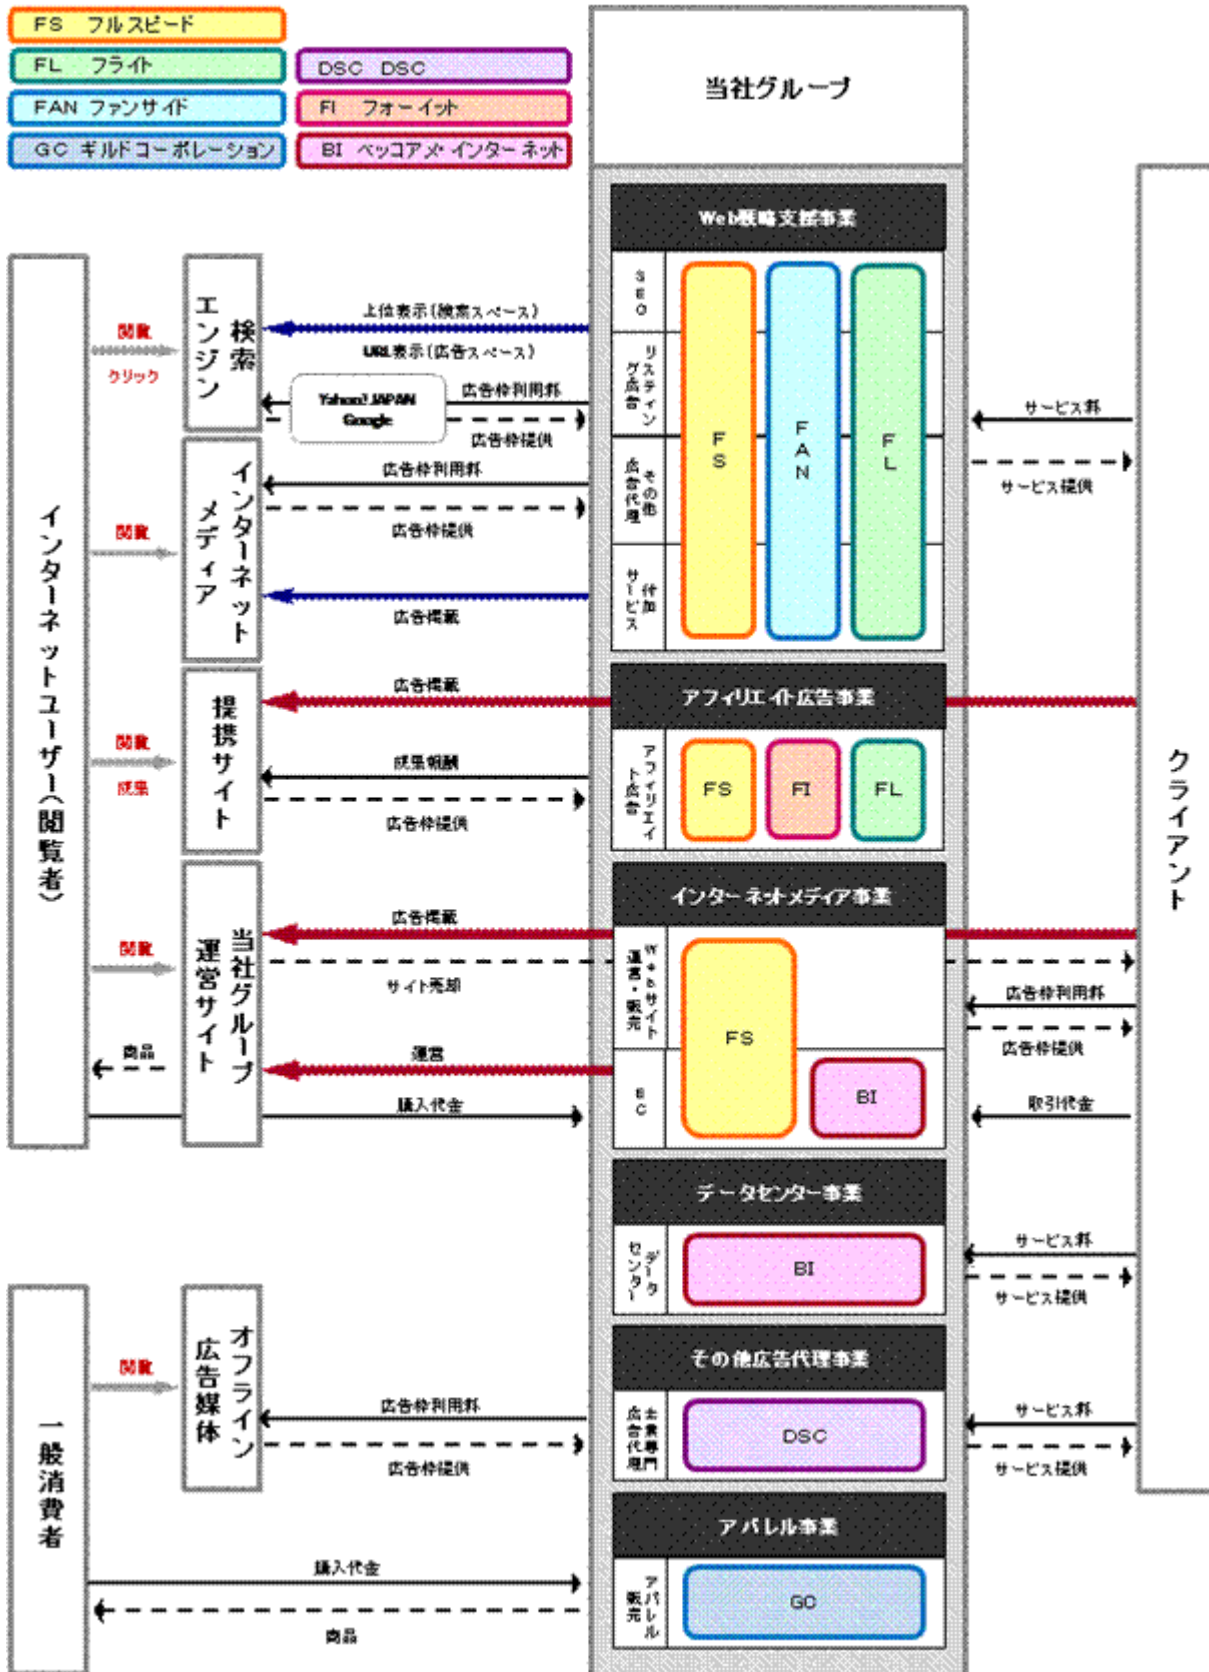 FS フルスピード
FL フライト
DSC DSC
FAN ファンサイド
FI フォーイット
GC ギルドコーポレーション
BI ベッコアメ・インターネット
当社グループ
Web戦略支援事業
SEO
リスティング広告
その他広告代理
付加サービス
FS
FAN
FL
検索エンジン
閲覧
クリック
上位表示(検索スペース)
URL表示(広告スペース)
Yahoo! JAPAN
Google
広告枠利用料
広告枠提供
サービス料
サービス提供
インターネットメディア
閲覧
広告枠利用料
広告枠提供
広告掲載
インターネットユーザー(閲覧者)
クライアント
アフィリエイト広告事業
アフィリエイト広告
FS
FI
FL
提携サイト
閲覧
成果
広告掲載
成果報酬
広告枠提供
インターネットメディア事業
Webサイト運営・販売
EC
FS
BI
当社グループ運営サイト
閲覧
商品
広告掲載
サイト売却
運営
購入代金
広告枠利用料
広告枠提供
取引代金
データセンター事業
データセンター
BI
サービス料
サービス提供
その他広告代理事業
士業専門広告代理
DSC
オフライン広告媒体
閲覧
広告枠利用料
広告枠提供
サービス料
サービス提供
一般消費者
アパレル事業
アパレル販売
GC
購入代金
商品